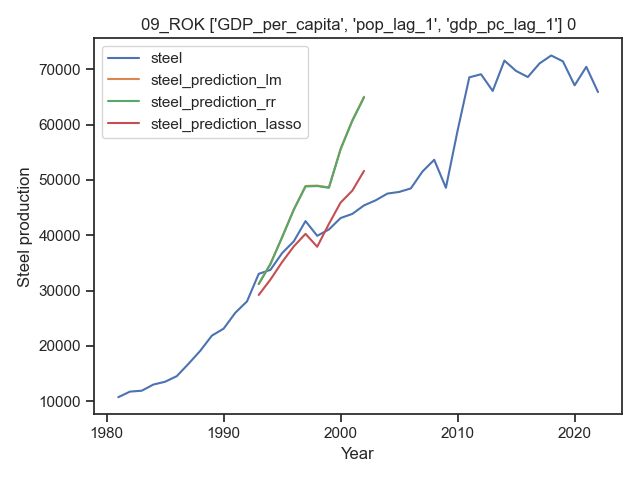 09_ROK ['GDP_per_capita', 'pop_lag_1', 'gdp_pc_lag_1'] 0
steel
steel_prediction_lm
steel_prediction_rr
steel_prediction_lasso
Steel production
70000
60000
50000
40000
30000
20000
10000
1980 1990 2000 2010 2020
Year